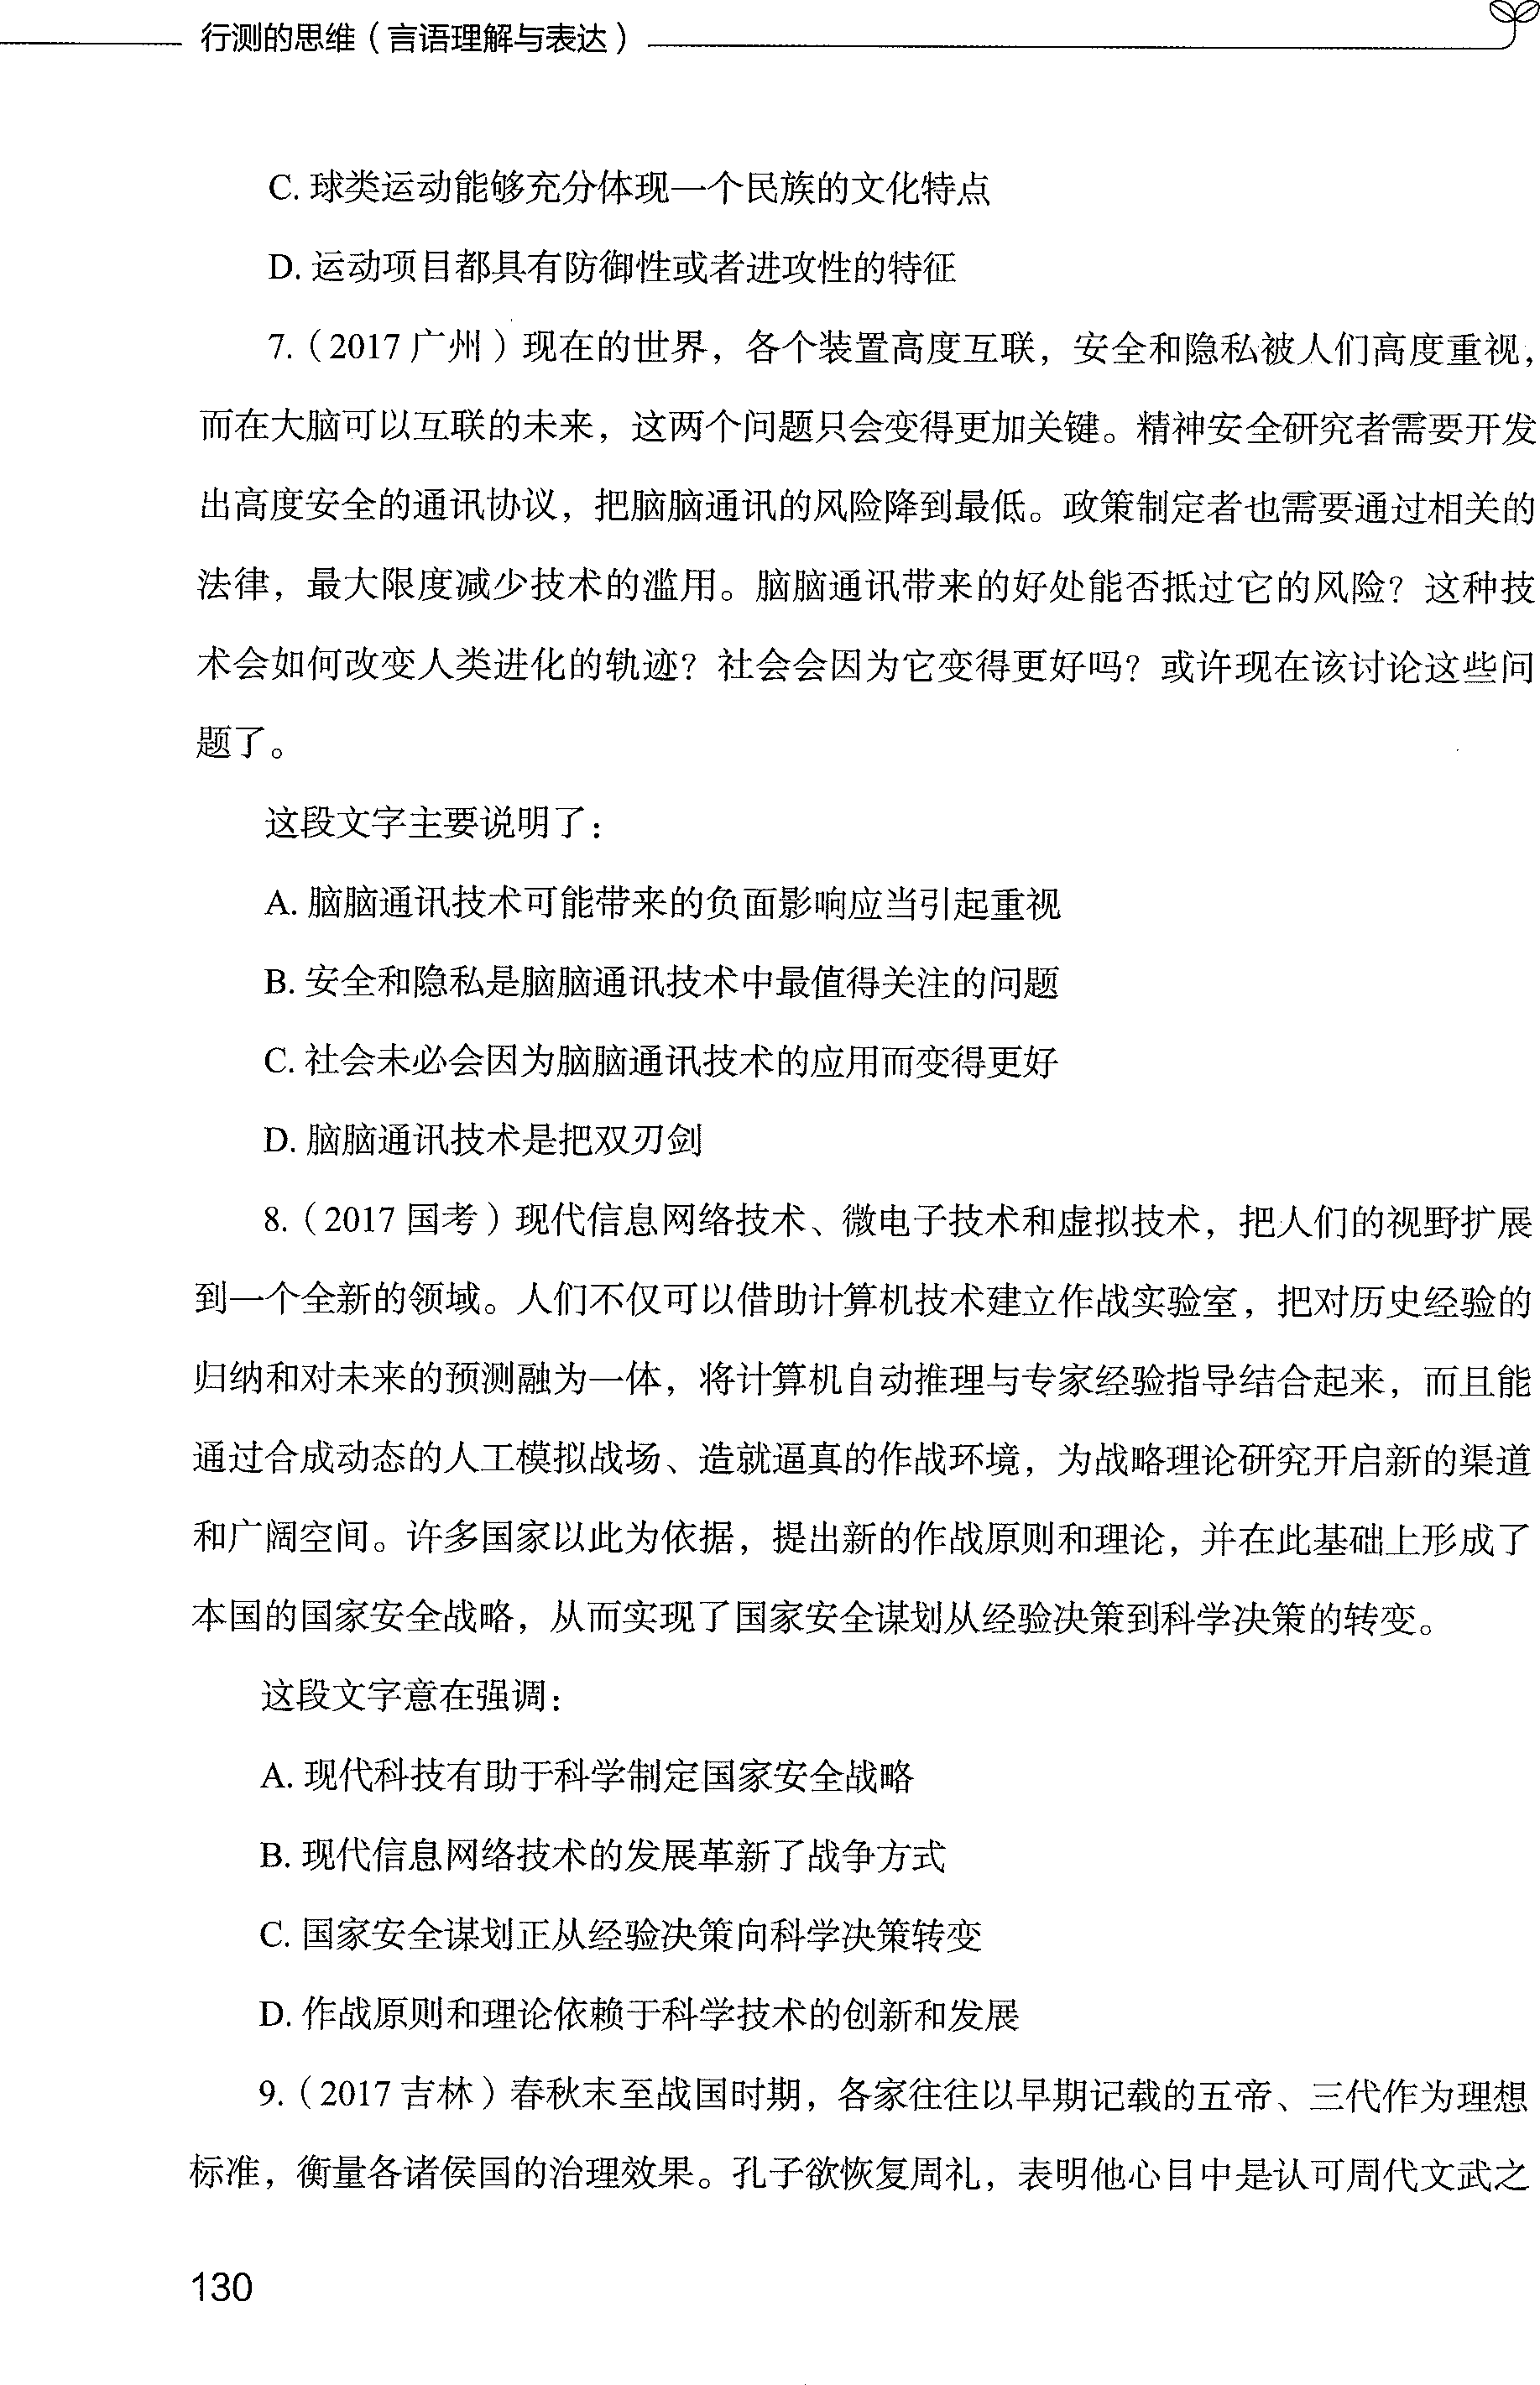 行测的思维（言语理解与表达）
C. 球类运动能够充分体现一个民族的文化特点
D. 运动项目都具有防御性或者进攻性的特征
7.（2017 广州）现在的世界，各个装置高度互联，安全和隐私被人们高度重视，
而在大脑可以互联的未来，这两个问题只会变得更加关键。精神安全研究者需要开发
出高度安全的通讯协议，把脑脑通讯的风险降到最低。政策制定者也需要通过相关的
法律，最大限度减少技术的滥用。脑脑通讯带来的好处能否抵过它的风险？这种技
术会如何改变人类进化的轨迹？社会会因为它变得更好吗？或许现在该讨论这些问
题了。
这段文字主要说明了：
A. 脑脑通讯技术可能带来的负面影响应当引起重视
B. 安全和隐私是脑脑通讯技术中最值得关注的问题
C. 社会未必会因为脑脑通讯技术的应用而变得更好
D. 脑脑通讯技术是把双刃剑
8.（2017 国考）现代信息网络技术、微电子技术和虚拟技术，把人们的视野扩展
到一个全新的领域。人们不仅可以借助计算机技术建立作战实验室，把对历史经验的
归纳和对未来的预测融为一体，将计算机自动推理与专家经验指导结合起来，而且能
通过合成动态的人工模拟战场、造就逼真的作战环境，为战略理论研究开启新的渠道
和广阔空间。许多国家以此为依据，提出新的作战原则和理论，并在此基础上形成了
本国的国家安全战略，从而实现了国家安全谋划从经验决策到科学决策的转变。
这段文字意在强调：
A. 现代科技有助于科学制定国家安全战略
B. 现代信息网络技术的发展革新了战争方式
C. 国家安全谋划正从经验决策向科学决策转变
D. 作战原则和理论依赖于科学技术的创新和发展
9.（2017 吉林）春秋末至战国时期，各家往往以早期记载的五帝、三代作为理想
标准，衡量各诸侯国的治理效果。孔子欲恢复周礼，表明他心目中是认可周代文武之
130